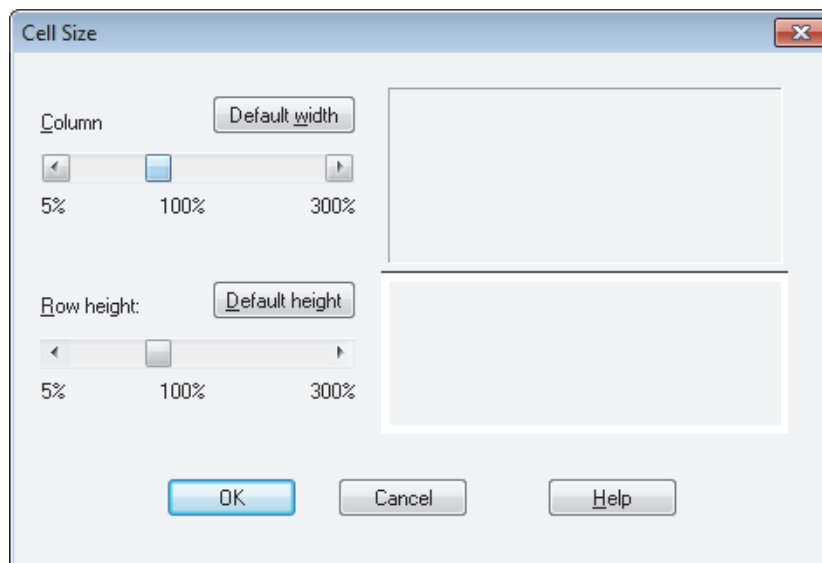 Cell Size
Column
Default width
5% 100% 300%
Row height:
Default height
5% 100% 300%
OK Cancel Help